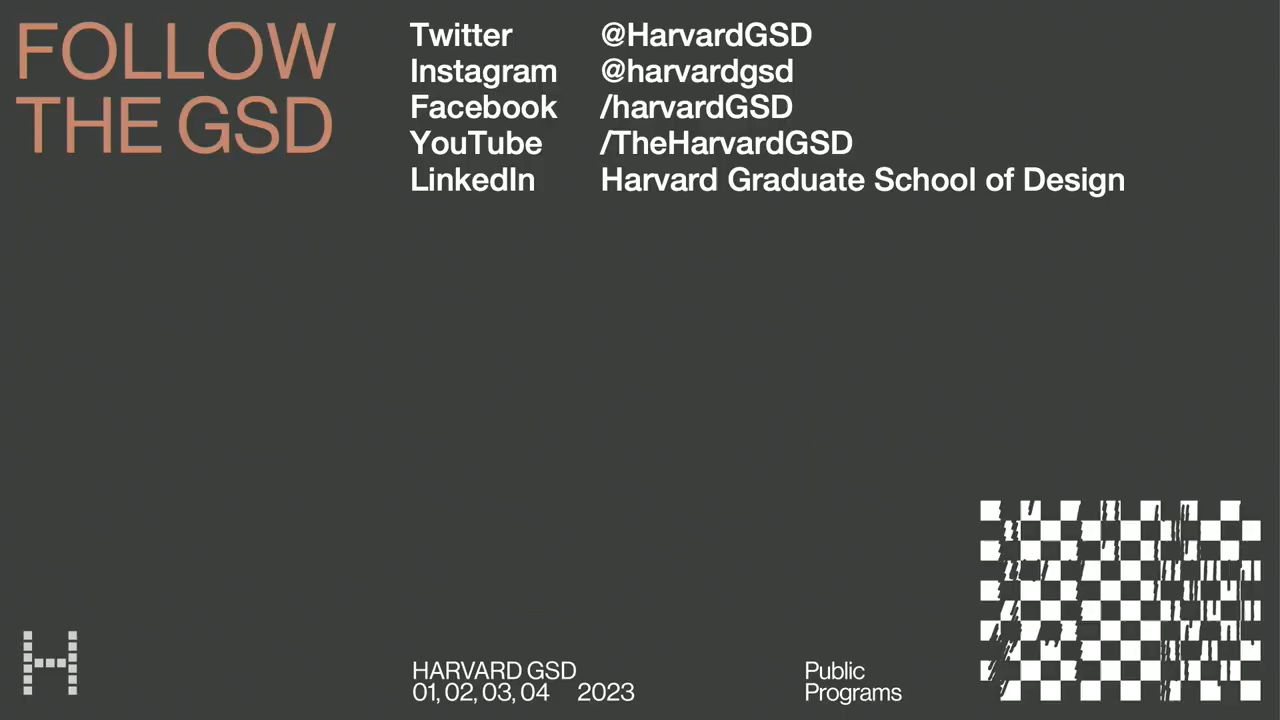 FOLLOW
THE GSD
Twitter @HarvardGSD
Instagram @harvardgsd
Facebook /harvardGSD
YouTube /TheHarvardGSD
LinkedIn Harvard Graduate School of Design
H
HARVARD GSD
01, 02, 03, 04 2023
Public
Programs